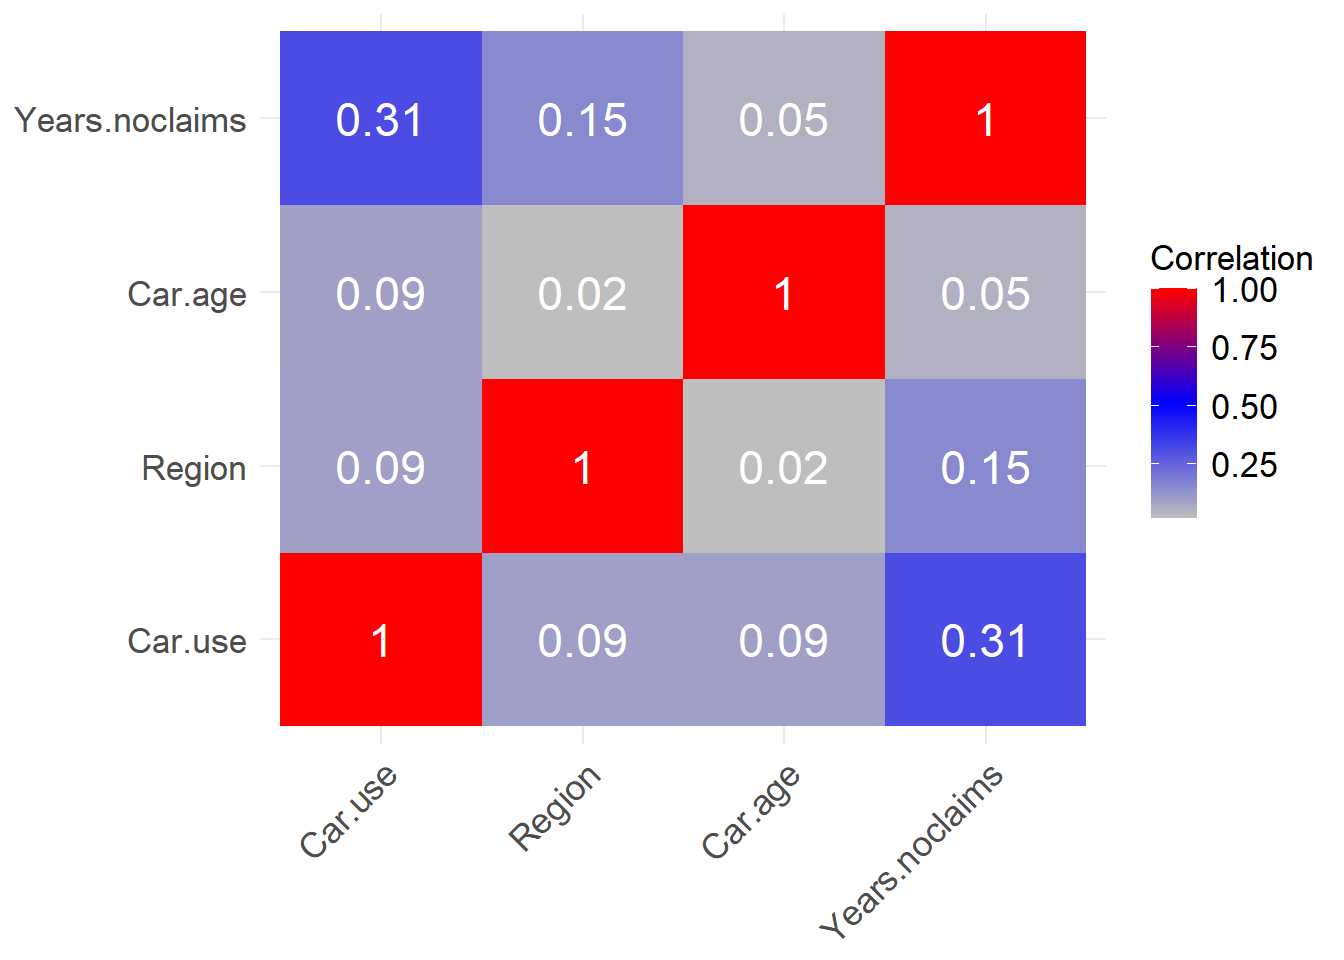 Years.noclaims 0.31 0.15 0.05 1
Car.age 0.09 0.02 1 0.05
Region 0.09 1 0.02 0.15
Car.use 1 0.09 0.09 0.31
Car.use Region Car.age Years.noclaims
Correlation
1.00
0.75
0.50
0.25